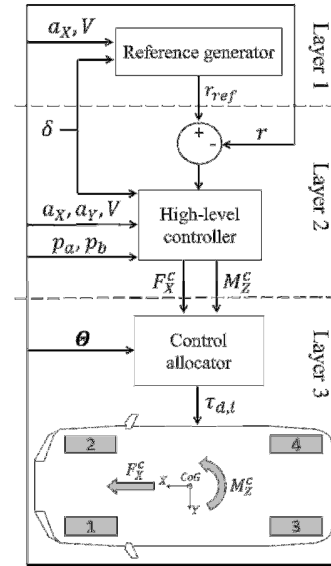 a_X, V
Reference generator
Layer 1
r_ref
δ
+
-
r
Layer 2
a_X, a_Y, V
p_a, p_b
High-level
controller
F_X^c
M_Z^c
Θ
Control
allocator
Layer 3
τ_d,t
2
4
F_X^c
X
CoG
Y
M_Z^c
1
3